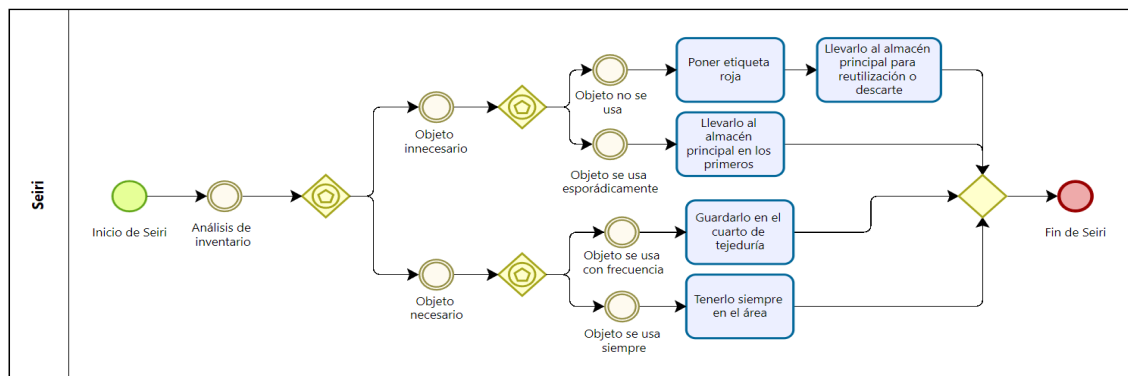 Seiri
Inicio de Seiri
Análisis de
inventario
Objeto
innecesario
Objeto no se
usa
Poner etiqueta
roja
Llevarlo al almacén
principal para
reutilización o
descarte
Objeto se usa
esporádicamente
Llevarlo al
almacén
principal en los
primeros
Objeto
necesario
Objeto se usa
con frecuencia
Guardarlo en el
cuarto de
tejeduría
Objeto se usa
siempre
Tenerlo siempre
en el área
Fin de Seiri